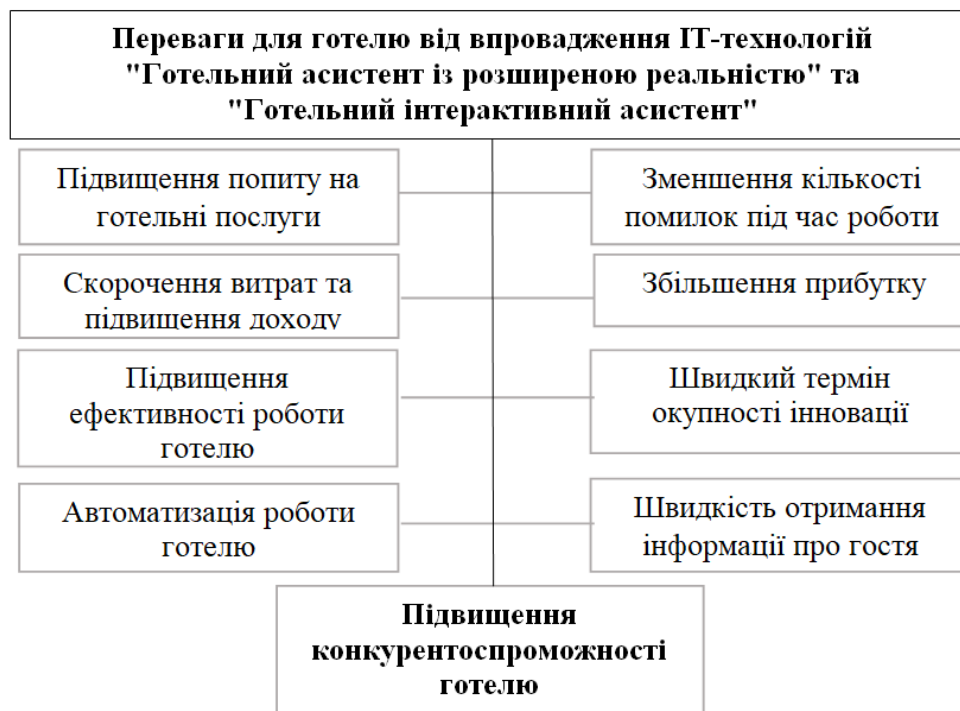 Переваги для готелю від впровадження ІТ-технологій
"Готельний асистент із розширеною реальністю" та
"Готельний інтерактивний асистент"
Підвищення попиту на
готельні послуги
Зменшення кількості
помилок під час роботи
Скорочення витрат та
підвищення доходу
Збільшення прибутку
Підвищення
ефективності роботи
готелю
Швидкий термін
окупності інновації
Автоматизація роботи
готелю
Швидкість отримання
інформації про гостя
Підвищення
конкурентоспроможності
готелю